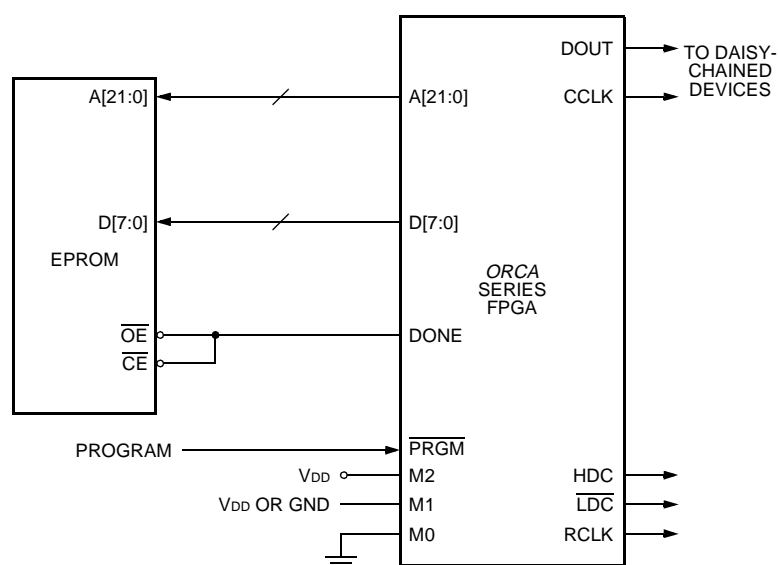 DOUT
TO DAISY-
CHAINED
DEVICES
A[21:0]
A[21:0]
CCLK
D[7:0]
D[7:0]
EPROM
ORCA
SERIES
FPGA
OE
DONE
CE
PROGRAM
PRGM
VDD
M2
HDC
VDD OR GND
M1
LDC
M0
RCLK